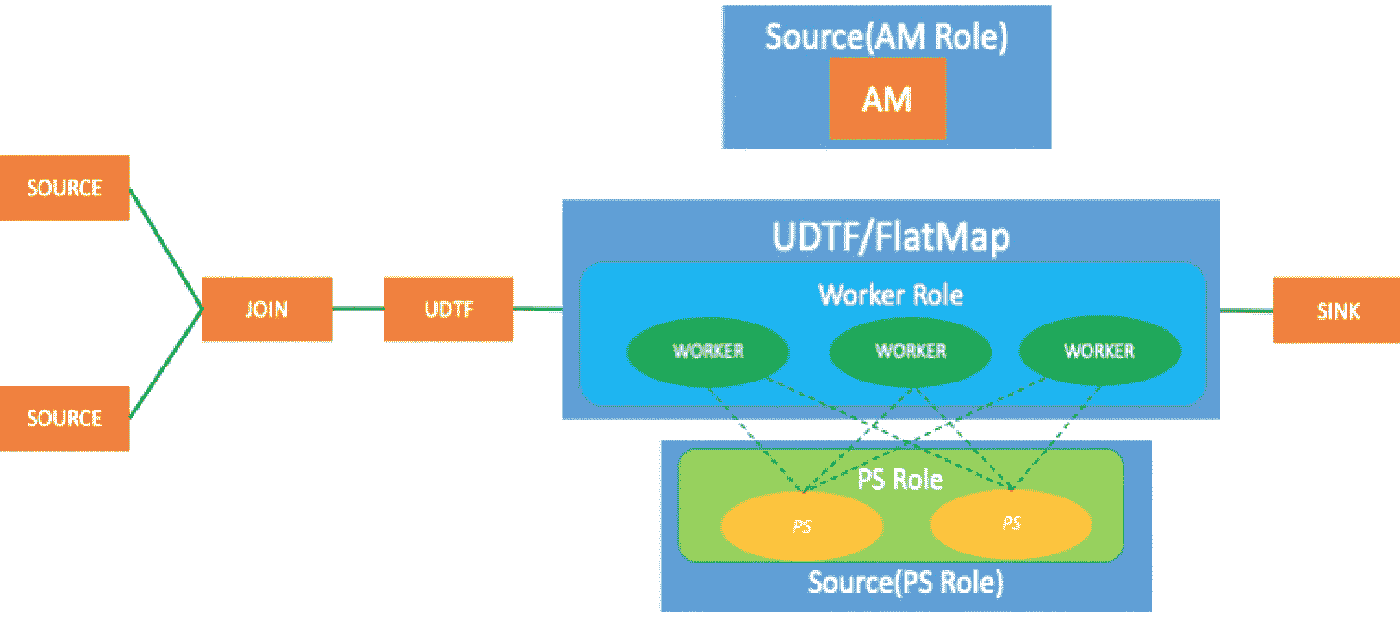 Source(AM Role)
AM
SOURCE
SOURCE
JOIN
UDTF
UDTF/FlatMap
Worker Role
WORKER
WORKER
WORKER
SINK
PS Role
PS
PS
Source(PS Role)